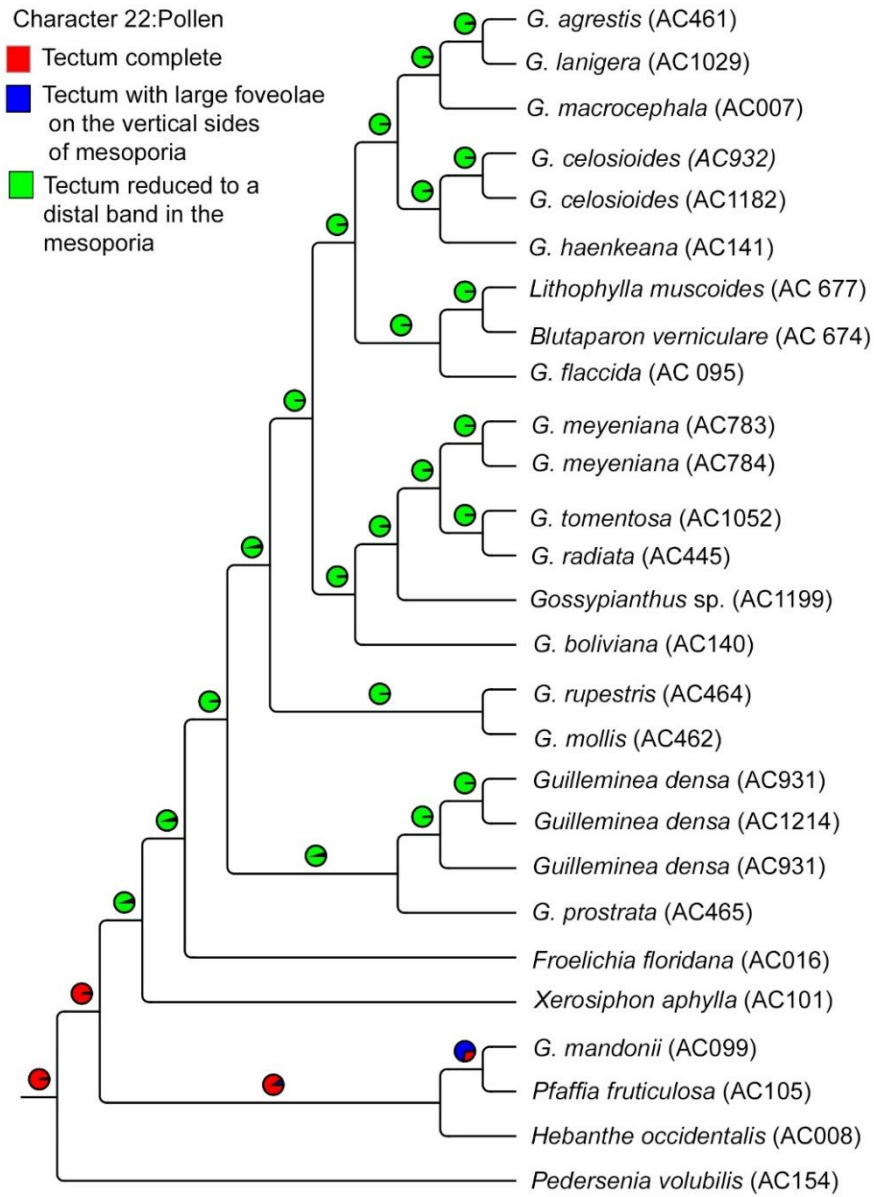 Character 22:Pollen
Tectum complete
Tectum with large foveolae
on the vertical sides
of mesoporia
Tectum reduced to a
distal band in the
mesoporia
G. agrestis (AC461)
G. lanigera (AC1029)
G. macrocephala (AC007)
G. celosioides (AC932)
G. celosioides (AC1182)
G. haenkeana (AC141)
Lithophylla muscoides (AC 677)
Blutaparon verniculare (AC 674)
G. flaccida (AC 095)
G. meyeniana (AC783)
G. meyeniana (AC784)
G. tomentosa (AC1052)
G. radiata (AC445)
Gossypianthus sp. (AC1199)
G. boliviana (AC140)
G. rupestris (AC464)
G. mollis (AC462)
Guilleminea densa (AC931)
Guilleminea densa (AC1214)
Guilleminea densa (AC931)
G. prostrata (AC465)
Froelichia floridana (AC016)
Xerosiphon aphylla (AC101)
G. mandonii (AC099)
Pfaffia fruticulosa (AC105)
Hebanthe occidentalis (AC008)
Pedersenia volubilis (AC154)